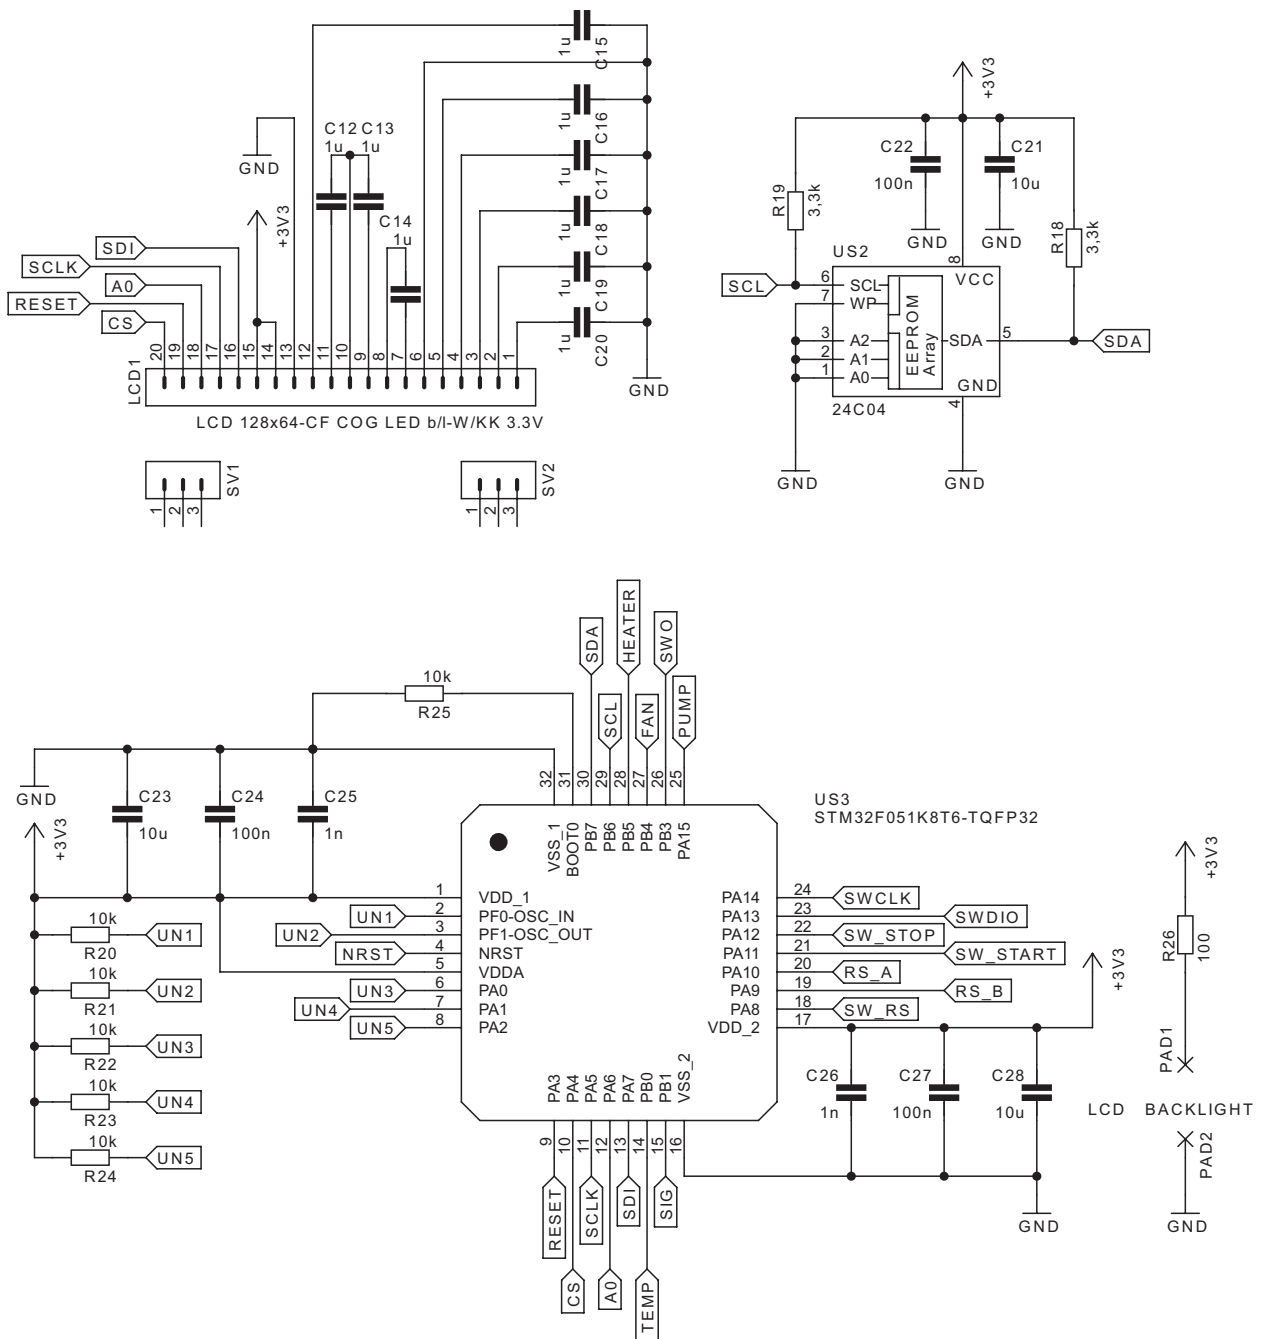 1u
C15
C12
1u
C13
1u
1u
C16
GND
1u
C17
C14
1u
+3V3
1u
C18
SDI
SCLK
A0
RESET
CS
1u
C19
1u
C20
20
19
18
17
16
15
14
13
12
11
10
9
8
7
6
5
4
3
2
1
LCD1
GND
LCD 128x64-CF COG LED b/l-W/KK 3.3V
SV1
1
2
3
SV2
1
2
3
+3V3
C22
100n
C21
10u
R19
3,3k
GND
GND
R18
3,3k
US2
SCL
6
7
3
2
1
SCL
WP
A2
A1
A0
EEPROM
Array
8
VCC
SDA
5
SDA
GND
4
24C04
GND
GND
SDA
SCL
HEATER
FAN
SWO
PUMP
10k
R25
32
31
30
29
28
27
26
25
VSS_1
BOOT0
PB7
PB6
PB5
PB4
PB3
PA15
GND
C23
10u
C24
100n
C25
1n
+3V3
US3
STM32F051K8T6-TQFP32
1 VDD_1
UN1 2 PF0-OSC_IN
UN2 3 PF1-OSC_OUT
NRST 4 NRST
5 VDDA
UN3 6 PA0
UN4 7 PA1
UN5 8 PA2
10k
R20
UN1
10k
R21
UN2
10k
R22
UN3
10k
R23
UN4
10k
R24
UN5
PA14 24 SWCLK
PA13 23 SWDIO
PA12 22 SW_STOP
PA11 21 SW_START
PA10 20 RS_A
PA9 19 RS_B
PA8 18 SW_RS
VDD_2 17
+3V3
PA3
PA4
PA5
PA6
PA7
PB0
PB1
VSS_2
9
10
11
12
13
14
15
16
RESET
CS
SCLK
A0
SDI
TEMP
SIG
C26
1n
C27
100n
C28
10u
GND
+3V3
R26
100
PAD1
LCD BACKLIGHT
PAD2
GND